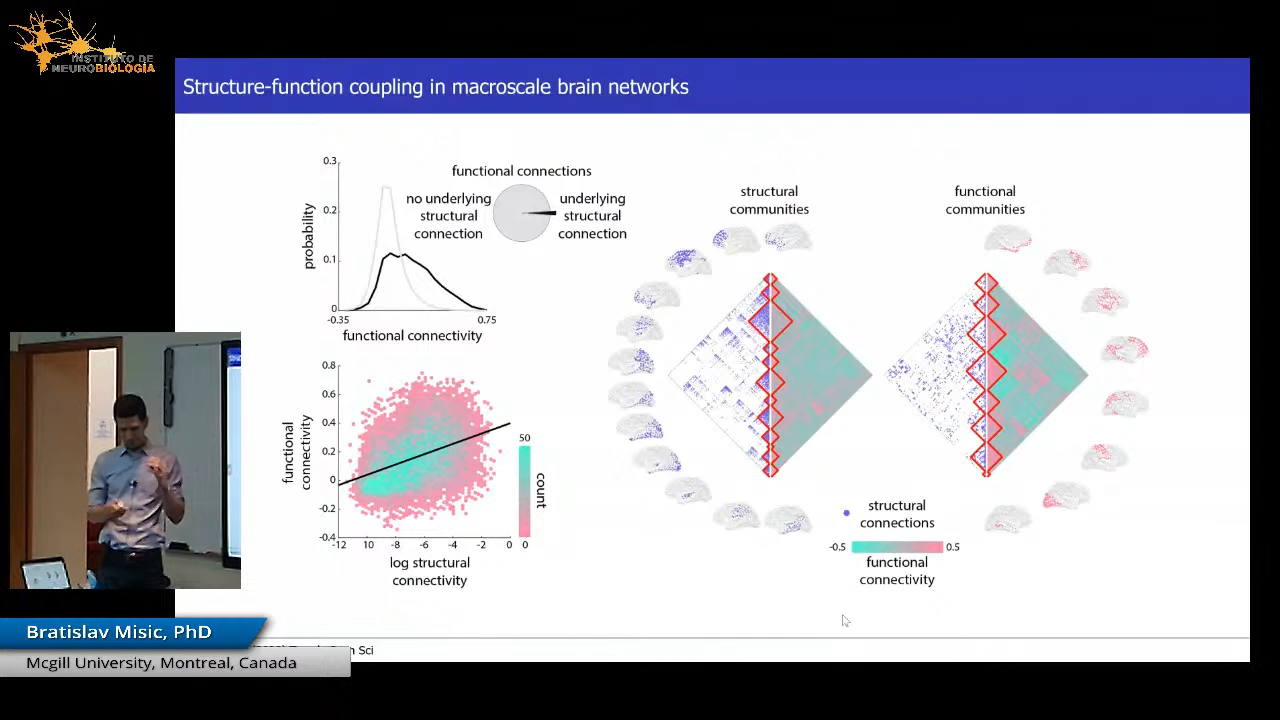 INSTITUTO DE
NEUROBIOLOGÍA
Structure-function coupling in macroscale brain networks
0.3
0.2
0.1
0
probability
-0.35
0.75
functional connectivity
functional connections
no underlying
structural
connection
underlying
structural
connection
0.8
0.6
0.4
0.2
0
-0.2
-0.4
functional
connectivity
-12
10
-8
-6
-4
-2
0
log structural
connectivity
50
count
0
structural
communities
functional
communities
structural
connections
-0.5
0.5
functional
connectivity
Bratislav Misic, PhD
Mcgill University, Montreal, Canada
Sci